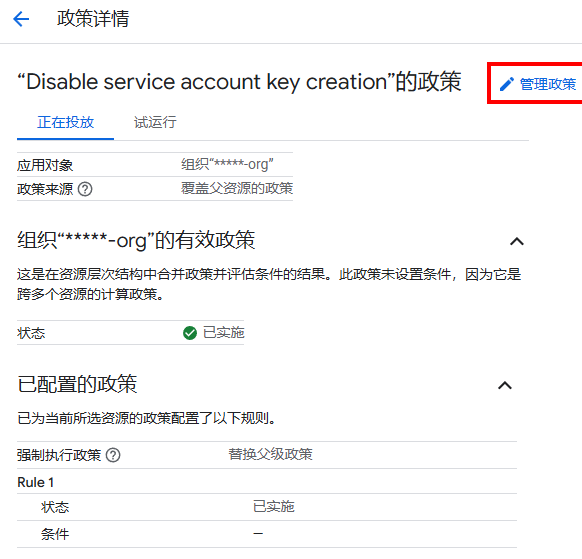 政策详情
“Disable service account key creation”的政策
管理政策
正在投放 试运行
应用对象 组织“*****-org”
政策来源 覆盖父资源的政策
组织“*****-org”的有效政策
这是在资源层次结构中合并政策并评估条件的结果。此政策未设置条件，因为它是
跨多个资源的计算政策。
状态 已实施
已配置的政策
已为当前所选资源的政策配置了以下规则。
强制执行政策 替换父级政策
Rule 1
状态 已实施
条件 –